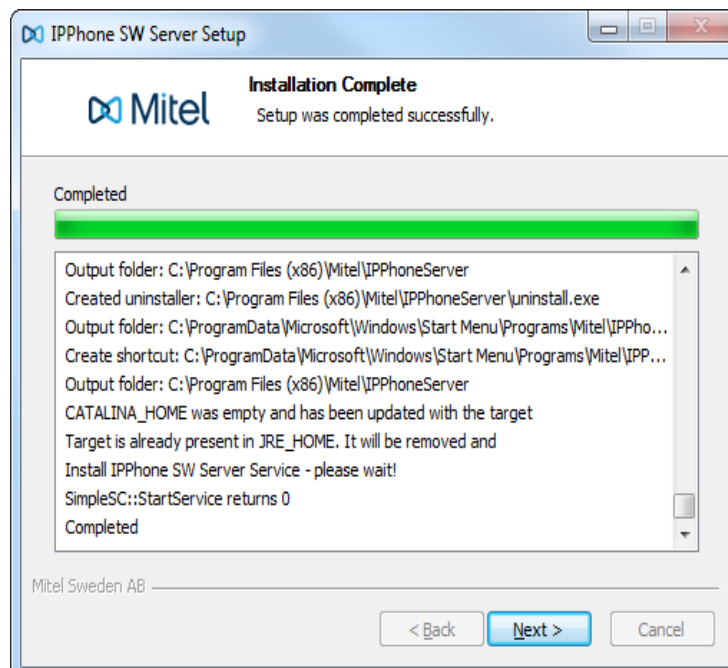 IPPhone SW Server Setup
Mitel
Installation Complete
Setup was completed successfully.
Completed
Output folder: C:\Program Files (x86)\Mitel\IPPhoneServer
Created uninstaller: C:\Program Files (x86)\Mitel\IPPhoneServer\uninstall.exe
Output folder: C:\ProgramData\Microsoft\Windows\Start Menu\Programs\Mitel\IPPho...
Create shortcut: C:\ProgramData\Microsoft\Windows\Start Menu\Programs\Mitel\IPP...
Output folder: C:\Program Files (x86)\Mitel\IPPhoneServer
CATALINA_HOME was empty and has been updated with the target
Target is already present in JRE_HOME. It will be removed and
Install IPPhone SW Server Service - please wait!
SimpleSC::StartService returns 0
Completed
Mitel Sweden AB
< Back
Next >
Cancel